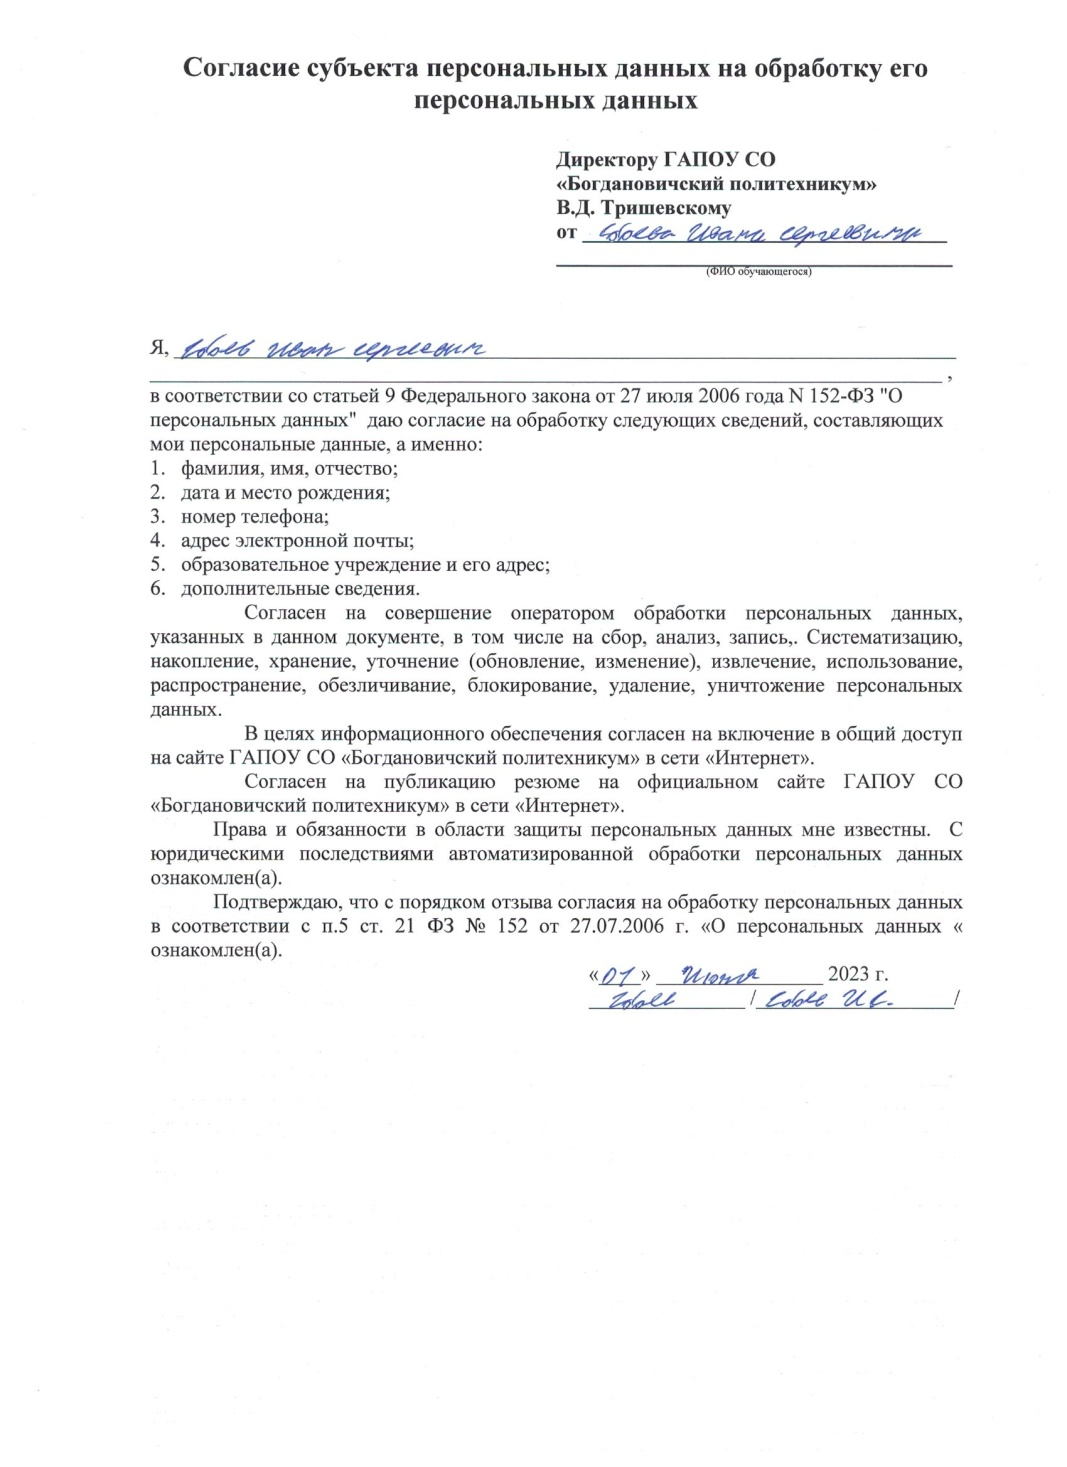 Согласие субъекта персональных данных на обработку его
персональных данных
Директору ГАПОУ СО
«Богдановичский политехникум»
В.Д. Тришевскому
от Ивана Сергеевича
(ФИО обучающегося)
Я, Иван Сергеевич
,
в соответствии со статьей 9 Федерального закона от 27 июля 2006 года N 152-ФЗ "О
персональных данных" даю согласие на обработку следующих сведений, составляющих
мои персональные данные, а именно:
1. фамилия, имя, отчество;
2. дата и место рождения;
3. номер телефона;
4. адрес электронной почты;
5. образовательное учреждение и его адрес;
6. дополнительные сведения.
Согласен на совершение оператором обработки персональных данных,
указанных в данном документе, в том числе на сбор, анализ, запись,. Систематизацию,
накопление, хранение, уточнение (обновление, изменение), извлечение, использование,
распространение, обезличивание, блокирование, удаление, уничтожение персональных
данных.
В целях информационного обеспечения согласен на включение в общий доступ
на сайте ГАПОУ СО «Богдановичский политехникум» в сети «Интернет».
Согласен на публикацию резюме на официальном сайте ГАПОУ СО
«Богдановичский политехникум» в сети «Интернет».
Права и обязанности в области защиты персональных данных мне известны. С
юридическими последствиями автоматизированной обработки персональных данных
ознакомлен(а).
Подтверждаю, что с порядком отзыва согласия на обработку персональных данных
в соответствии с п.5 ст. 21 ФЗ № 152 от 27.07.2006 г. «О персональных данных «
ознакомлен(а).
«01» Июня 2023 г.
/ /